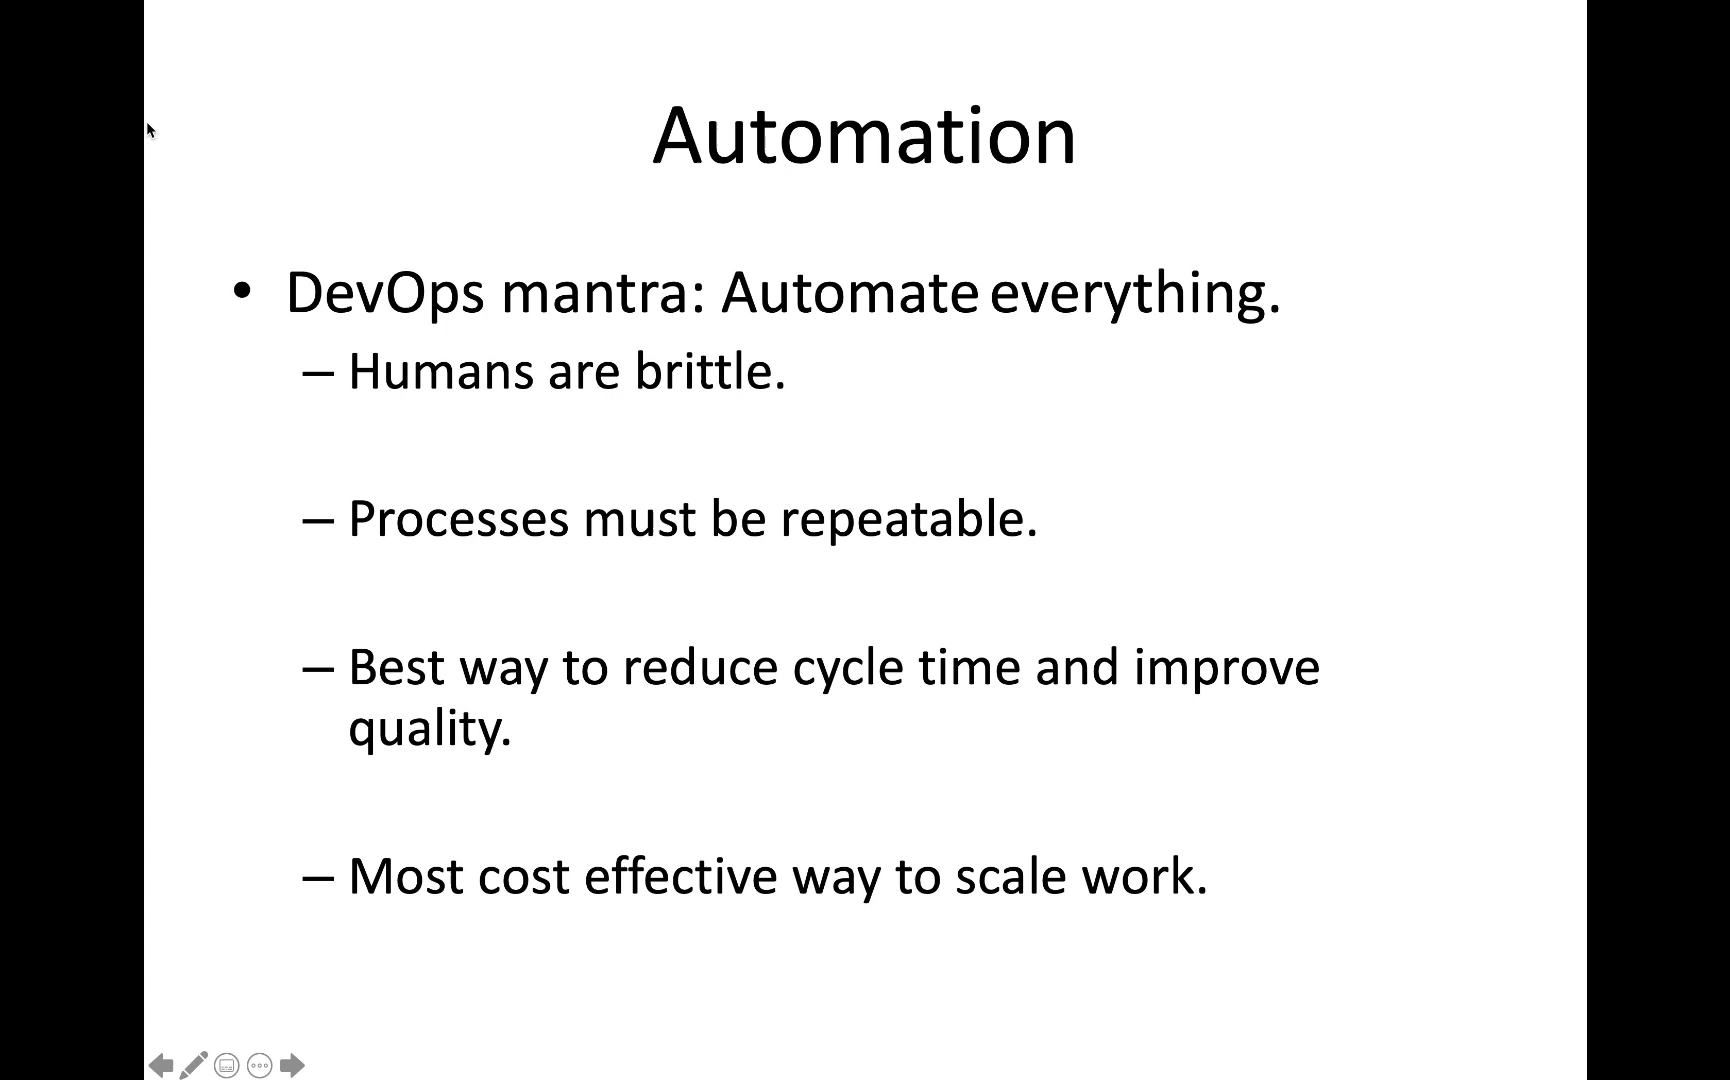 Automation
• DevOps mantra: Automate everything.
– Humans are brittle.
– Processes must be repeatable.
– Best way to reduce cycle time and improve
quality.
– Most cost effective way to scale work.